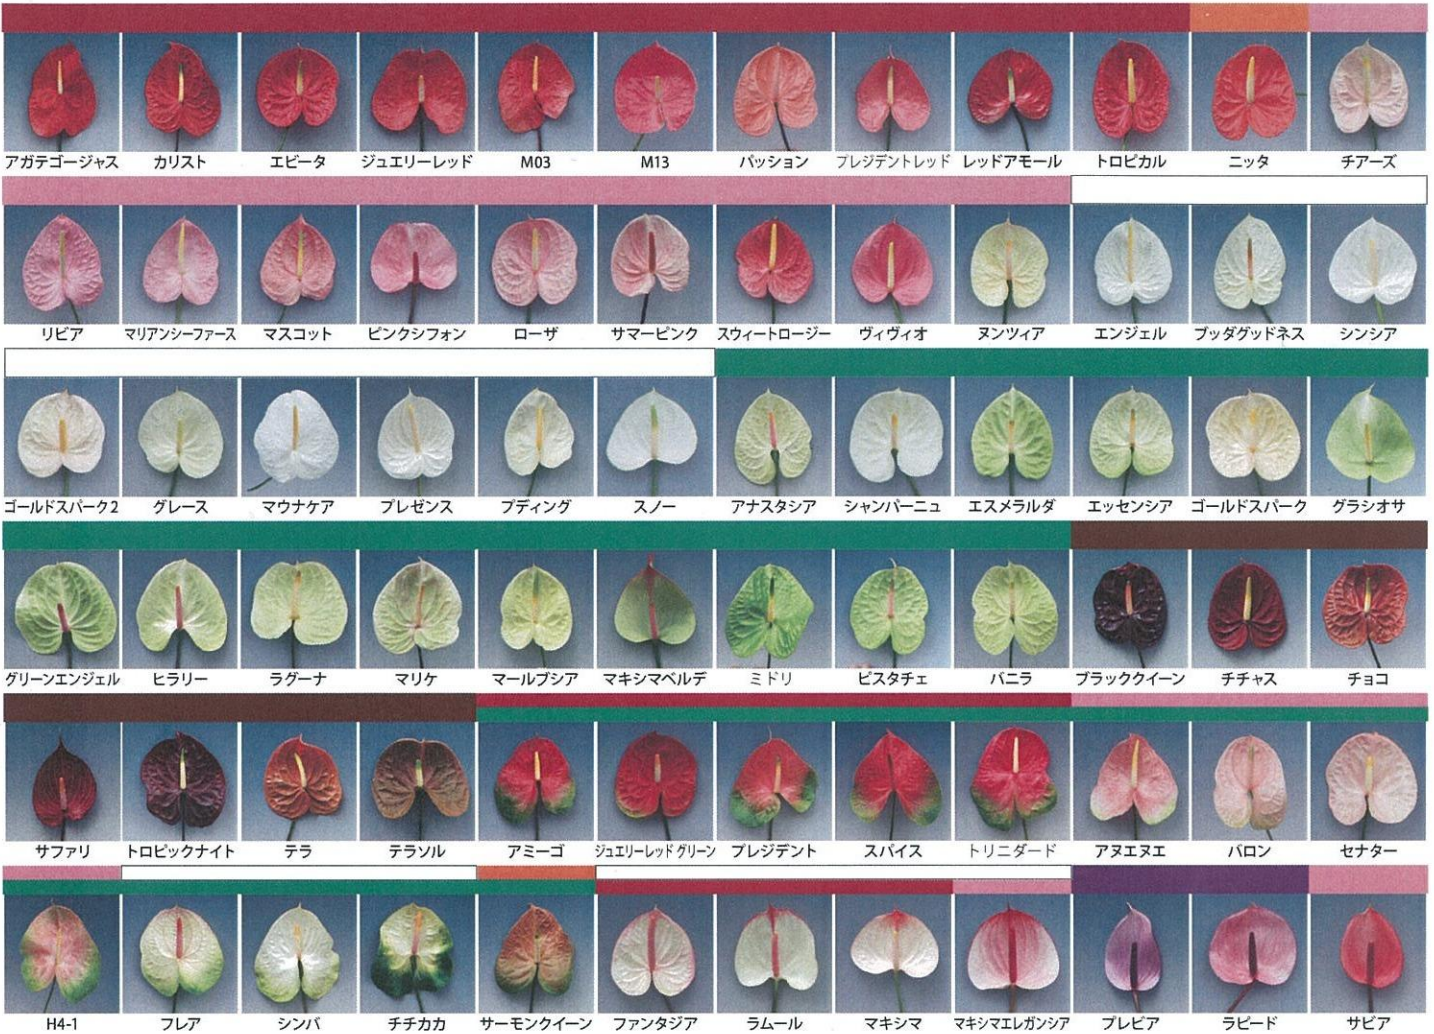 アガテゴージャス カリスト エビータ ジュエリーレッド M03 M13 パッション プレジデントレッド レッドアモール トロピカル ニッタ チアーズ
リビア マリアンシーファース マスコット ピンクシフォン ローザ サマーピンク スウィートロージー ヴィヴィオ ヌンツィア エンジェル ブッダグッドネス シンシア
ゴールドスパーク2 グレース マウナケア プレゼンス プディング スノー アナスタシア シャンパーニュ エスメラルダ エッセンシア ゴールドスパーク グラシオサ
グリーンエンジェル ヒラリー ラグーナ マリケ マールブシア マキシマベルデ ミドリ ピスタチェ バニラ ブラッククイーン チチャス チョコ
サファリ トロピックナイト テラ テラソル アミーゴ ジュエリーレッド グリーン プレジデント スパイス トリニダード アヌエヌエ バロン セナター
H4-1 フレア シンバ チチカカ サーモンクイーン ファンタジア ラムール マキシマ マキシマエレガンシア プレビア ラピード サビア